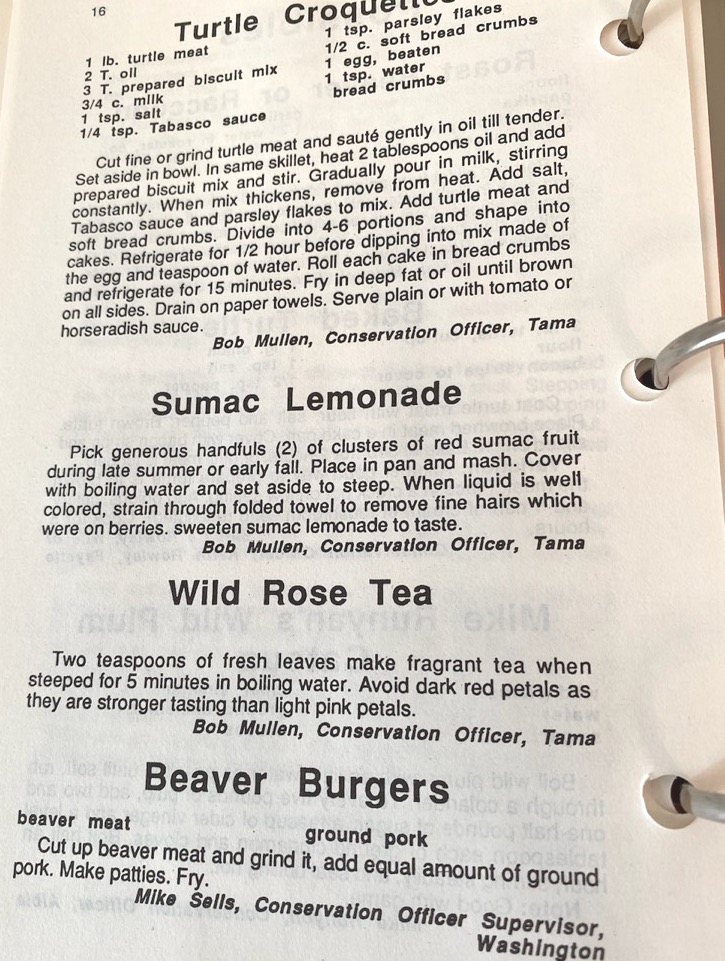 16
Turtle Croquettes
1 lb. turtle meat
2 T. oil
3 T. prepared biscuit mix
3/4 c. milk
1 tsp. salt
1/4 tsp. Tabasco sauce
1 tsp. parsley flakes
1/2 c. soft bread crumbs
1 egg, beaten
1 tsp. water
bread crumbs
Cut fine or grind turtle meat and sauté gently in oil till tender.
Set aside in bowl. In same skillet, heat 2 tablespoons oil and add
prepared biscuit mix and stir. Gradually pour in milk, stirring
constantly. When mix thickens, remove from heat. Add salt,
Tabasco sauce and parsley flakes to mix. Add turtle meat and
soft bread crumbs. Divide into 4-6 portions and shape into
cakes. Refrigerate for 1/2 hour before dipping into mix made of
the egg and teaspoon of water. Roll each cake in bread crumbs
and refrigerate for 15 minutes. Fry in deep fat or oil until brown
on all sides. Drain on paper towels. Serve plain or with tomato or
horseradish sauce.
Bob Mullen, Conservation Officer, Tama
Sumac Lemonade
Pick generous handfuls (2) of clusters of red sumac fruit
during late summer or early fall. Place in pan and mash. Cover
with boiling water and set aside to steep. When liquid is well
colored, strain through folded towel to remove fine hairs which
were on berries. sweeten sumac lemonade to taste.
Bob Mullen, Conservation Officer, Tama
Wild Rose Tea
Two teaspoons of fresh leaves make fragrant tea when
steeped for 5 minutes in boiling water. Avoid dark red petals as
they are stronger tasting than light pink petals.
Bob Mullen, Conservation Officer, Tama
Beaver Burgers
beaver meat
ground pork
Cut up beaver meat and grind it, add equal amount of ground
pork. Make patties. Fry.
Mike Sells, Conservation Officer Supervisor,
Washington